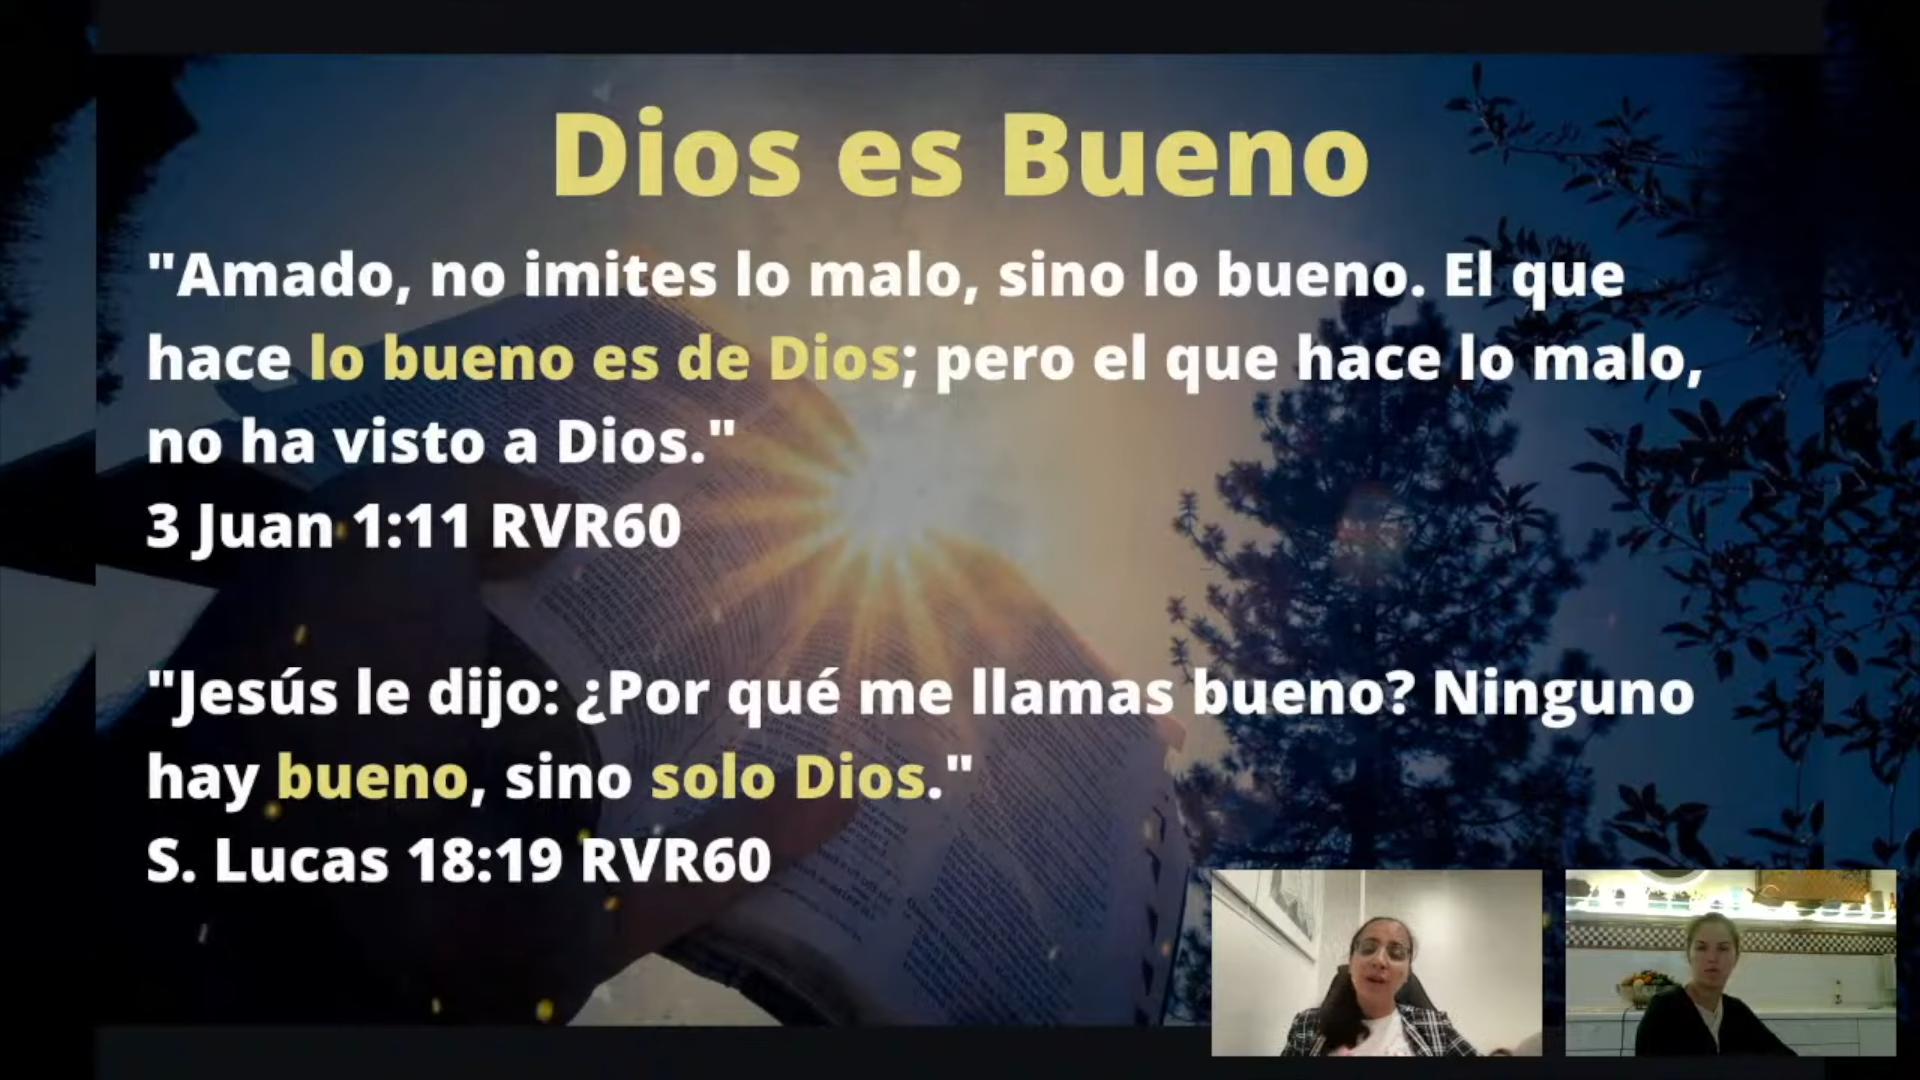 Dios es Bueno
"Amado, no imites lo malo, sino lo bueno. El que
hace lo bueno es de Dios; pero el que hace lo malo,
no ha visto a Dios."
3 Juan 1:11 RVR60
"Jesús le dijo: ¿Por qué me llamas bueno? Ninguno
hay bueno, sino solo Dios."
S. Lucas 18:19 RVR60